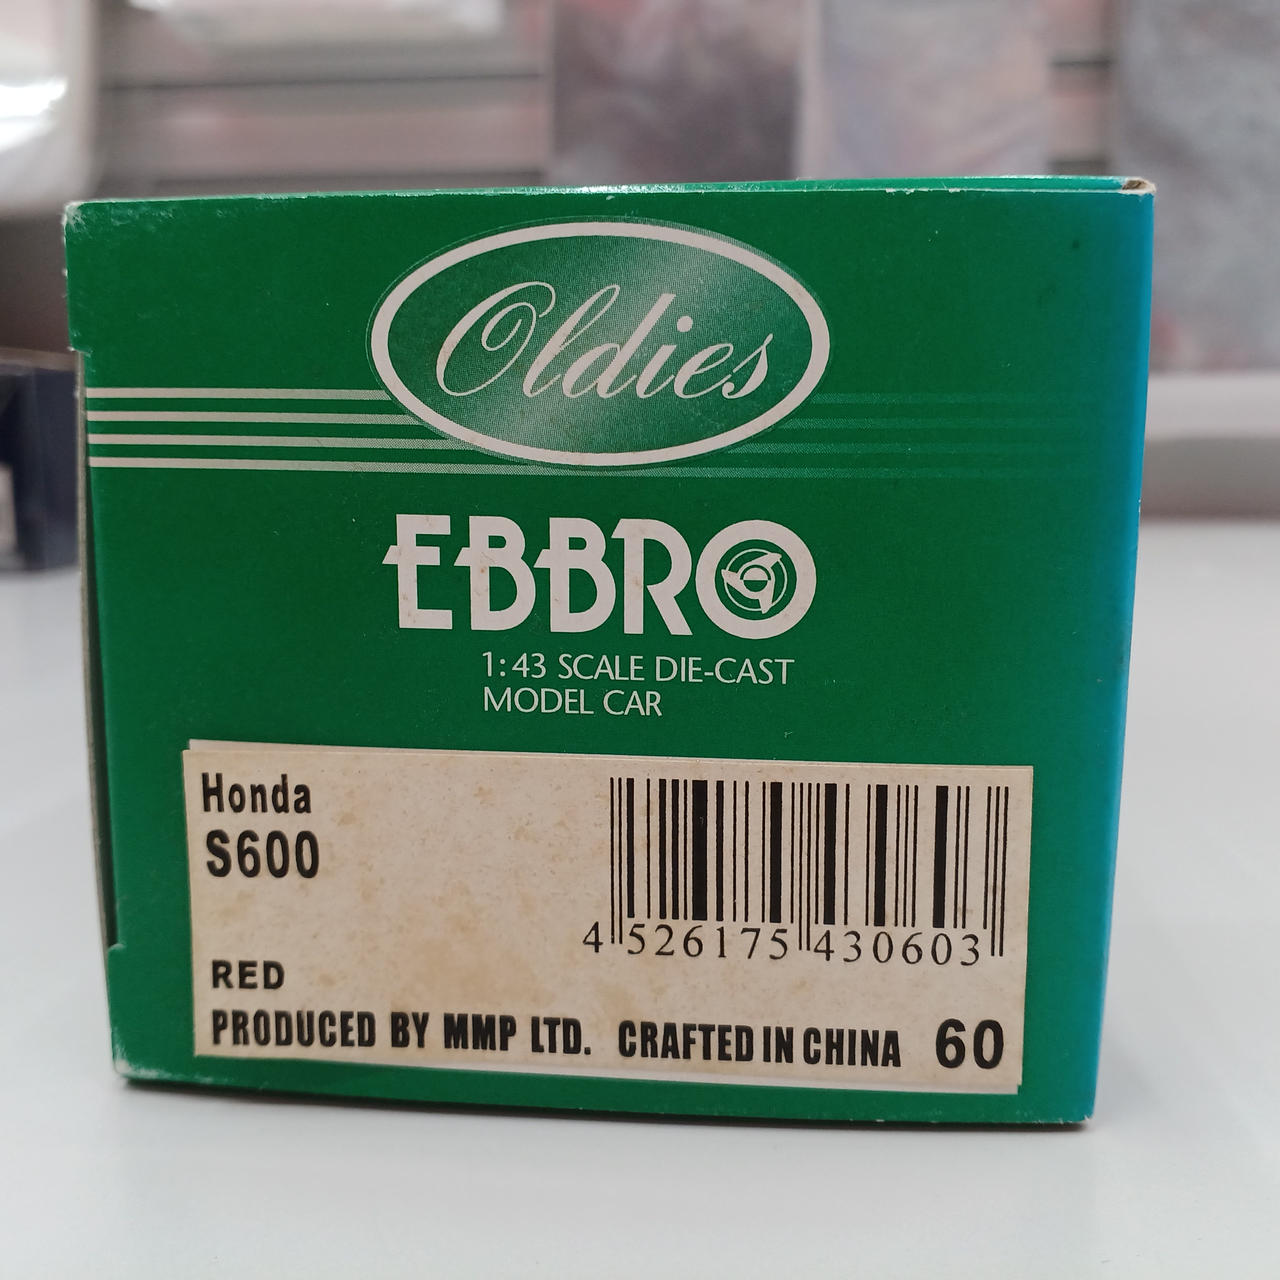 Oldies
EBBRO
1:43 SCALE DIE-CAST
MODEL CAR
Honda
S600
4 526175 430603
RED
PRODUCED BY MMP LTD. CRAFTED IN CHINA 60